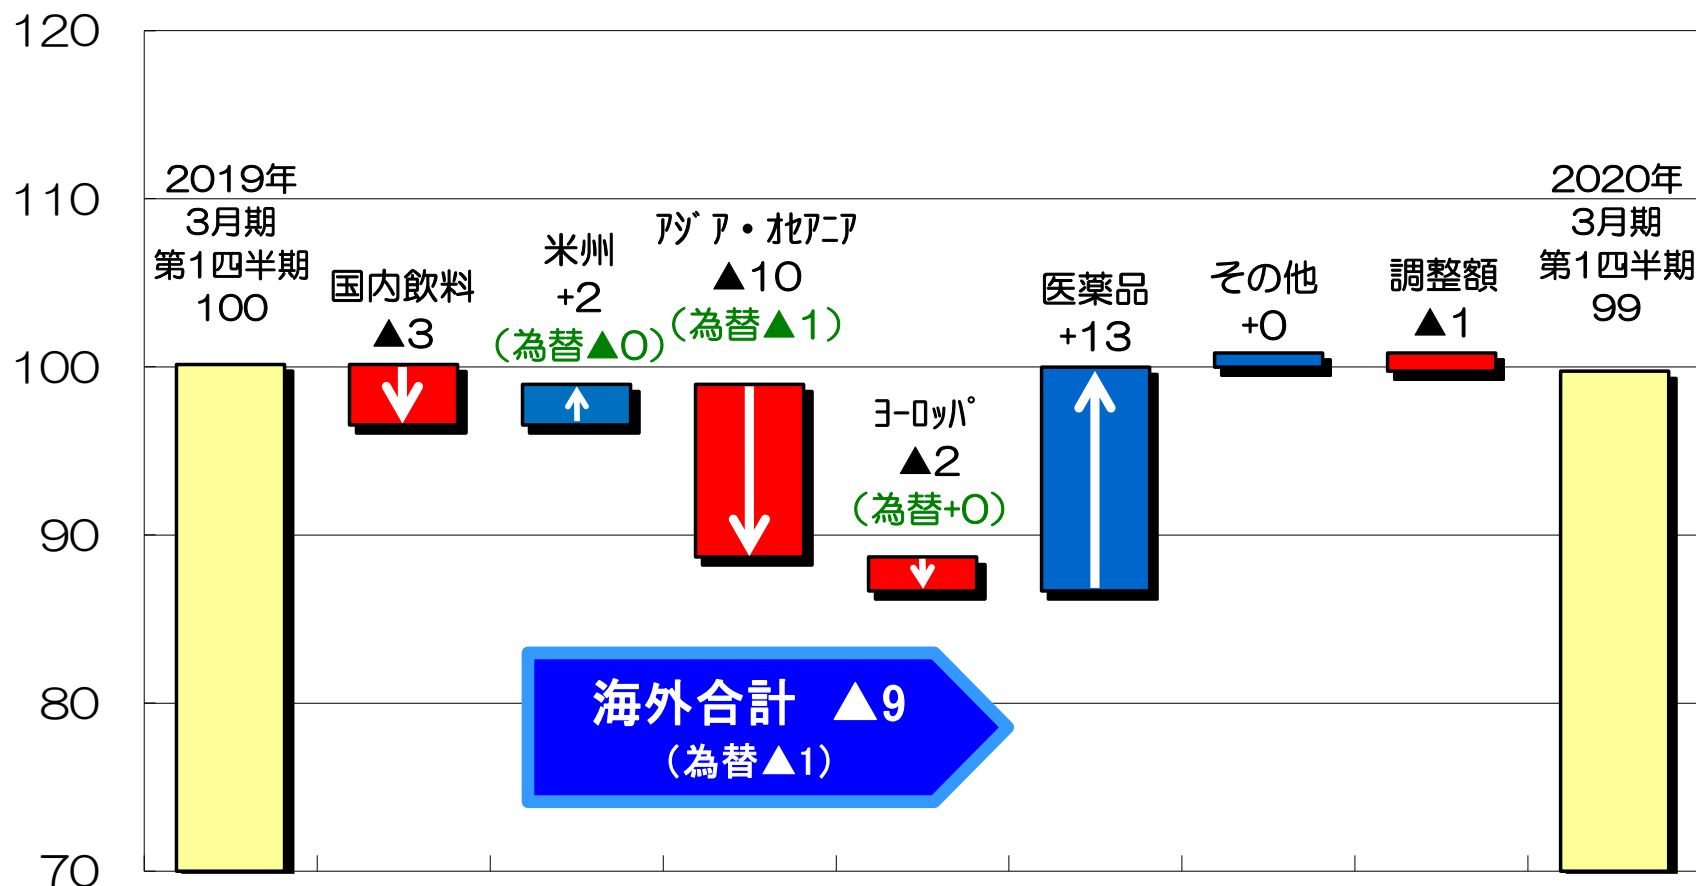 120
110
100
90
80
70
2019年
3月期
第1四半期
100
国内飲料
▲3
米州
+2
(為替▲0)
ｱｼﾞｱ・ｵｾｱﾆｱ
▲10
(為替▲1)
ﾖｰﾛｯﾊﾟ
▲2
(為替+0)
医薬品
+13
その他
+0
調整額
▲1
2020年
3月期
第1四半期
99
海外合計 ▲9
(為替▲1)